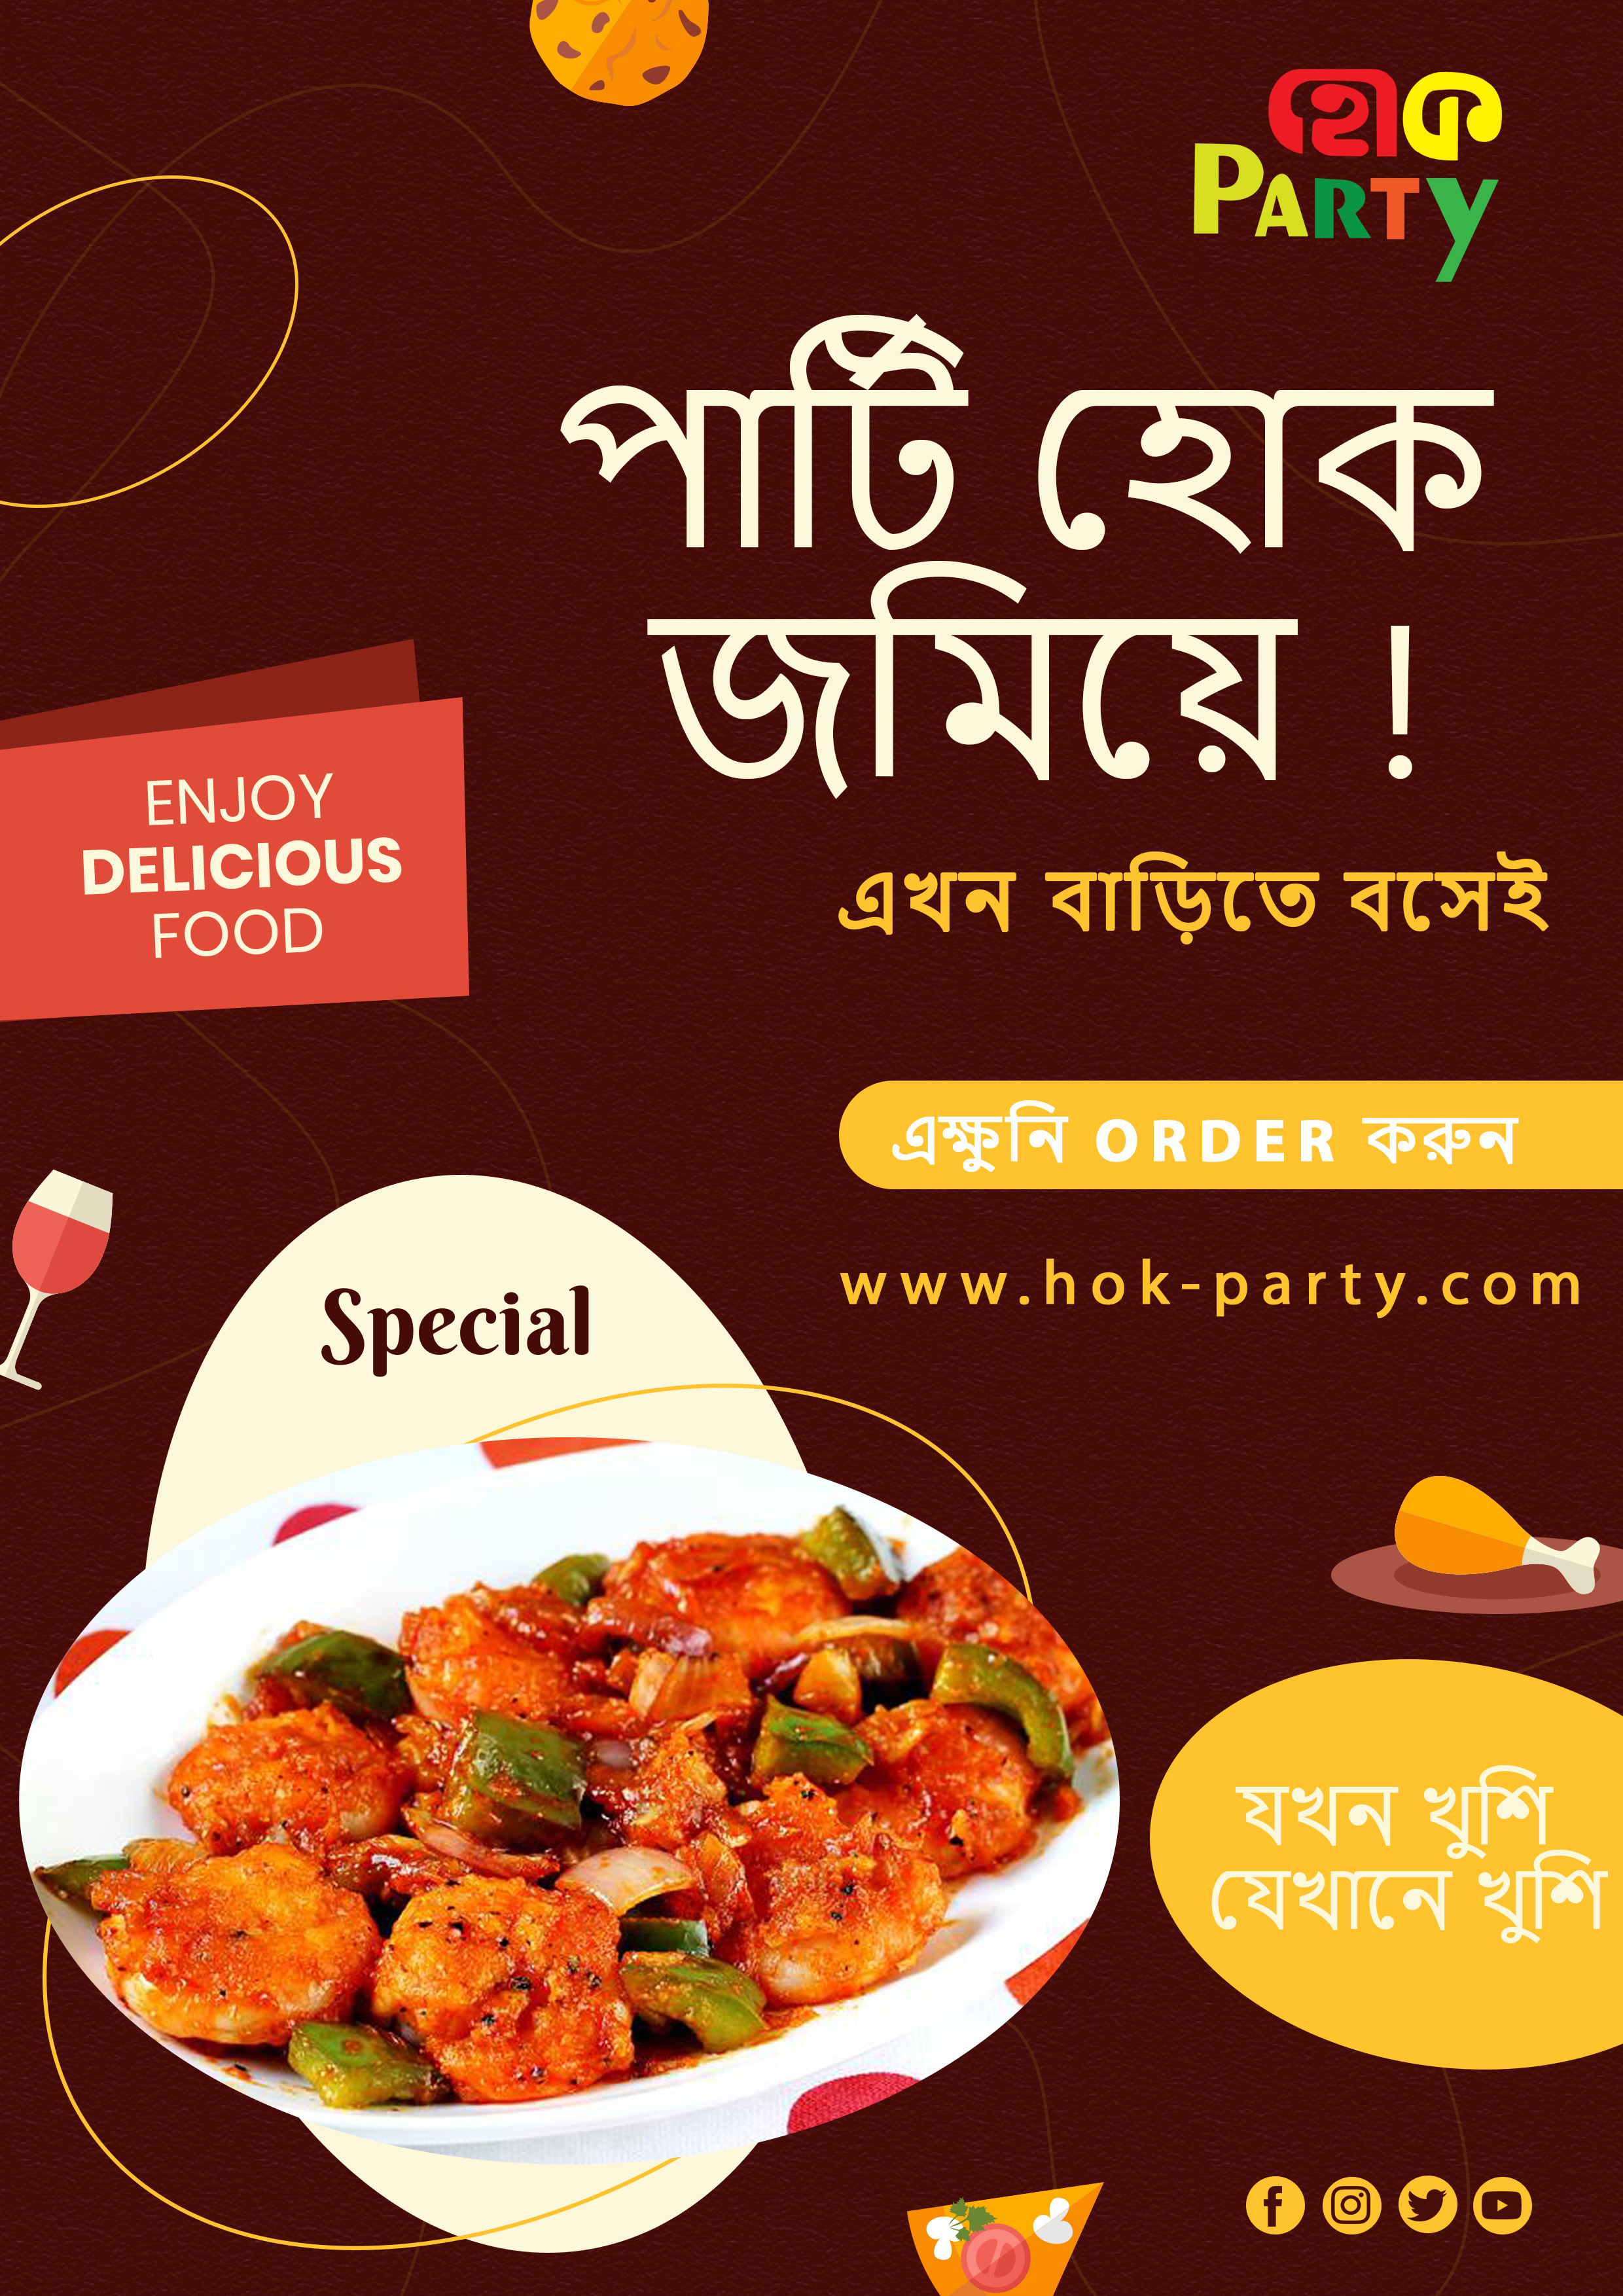 হোক
PARTY
পার্টি হোক
জমিয়ে !
ENJOY
DELICIOUS
FOOD
এখন বাড়িতে বসেই
এক্ষুনি ORDER করুন
www.hok-party.com
Special
যখন খুশি
যেখানে খুশি